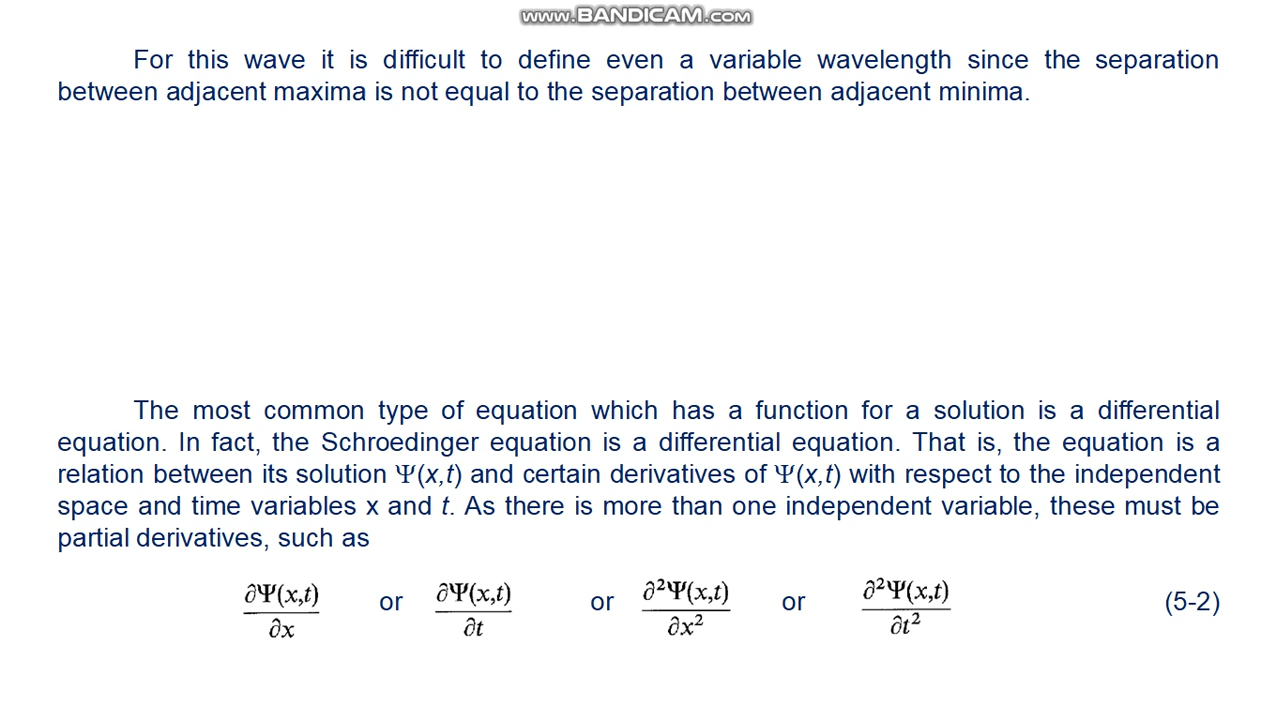 www.BANDICAM.com
For this wave it is difficult to define even a variable wavelength since the separation
between adjacent maxima is not equal to the separation between adjacent minima.
The most common type of equation which has a function for a solution is a differential
equation. In fact, the Schroedinger equation is a differential equation. That is, the equation is a
relation between its solution Ψ(x,t) and certain derivatives of Ψ(x,t) with respect to the independent
space and time variables x and t. As there is more than one independent variable, these must be
partial derivatives, such as
∂Ψ(x,t)/∂x or ∂Ψ(x,t)/∂t or ∂²Ψ(x,t)/∂x² or ∂²Ψ(x,t)/∂t² (5-2)